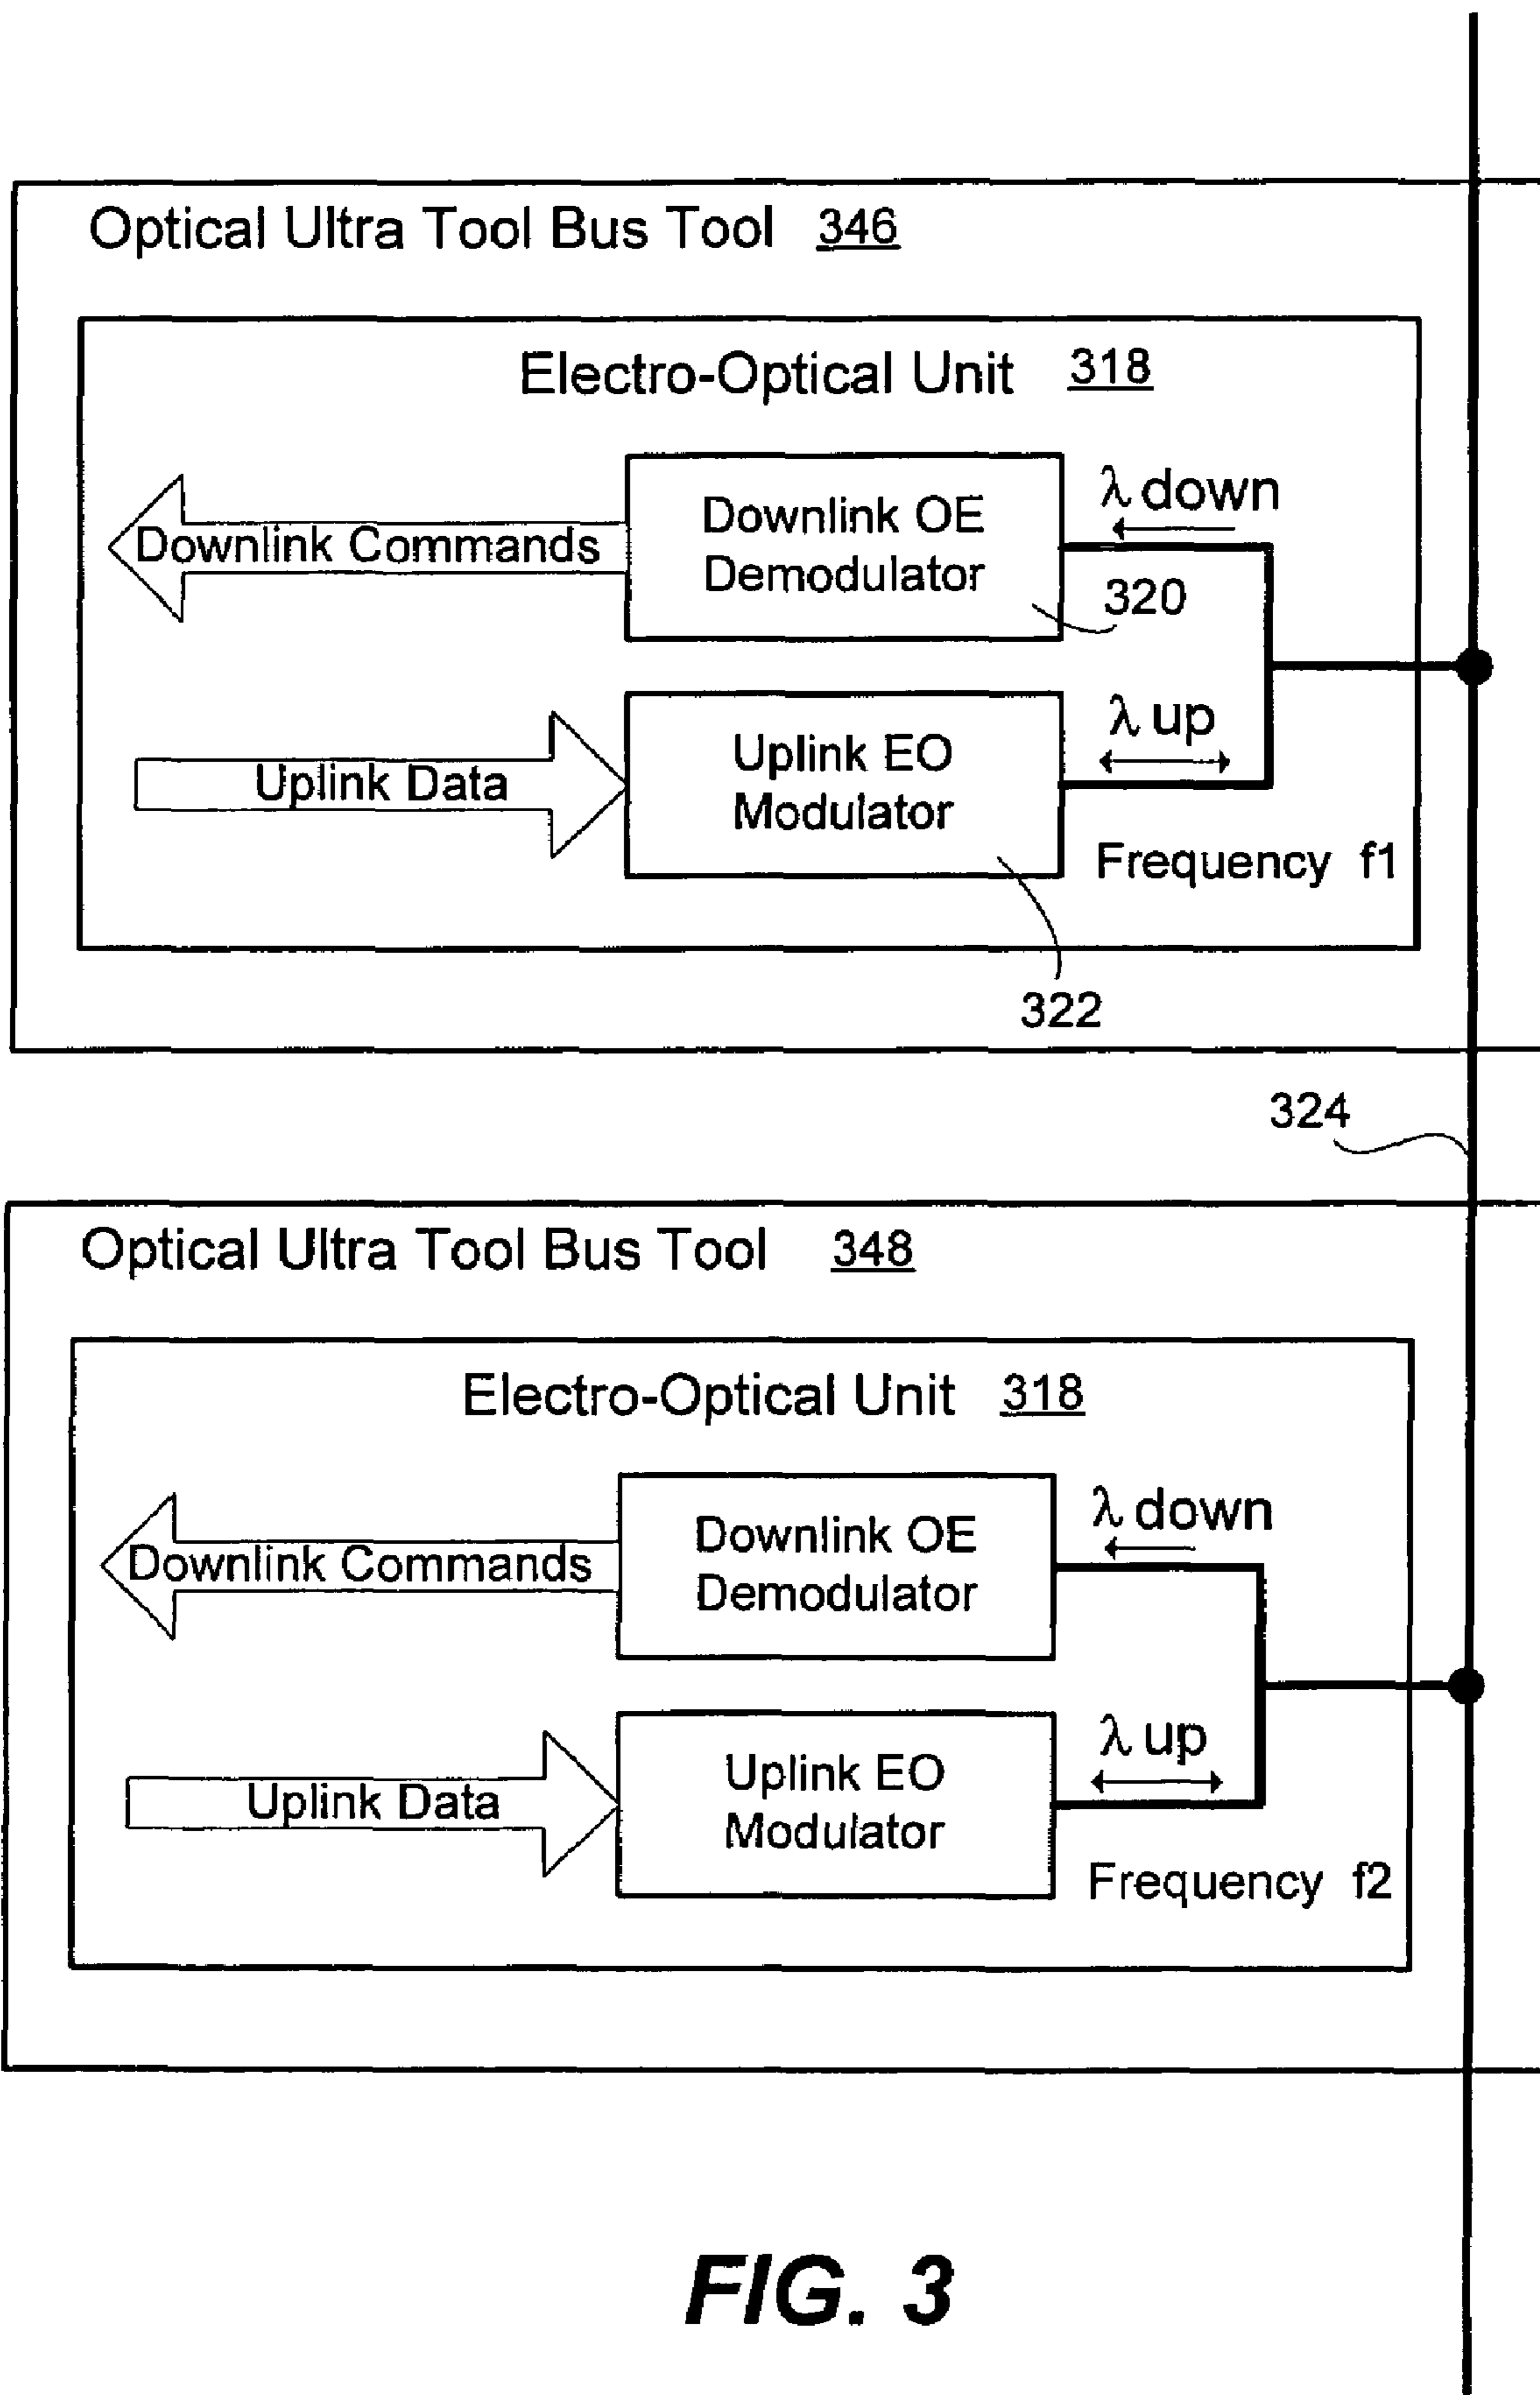 Optical Ultra Tool Bus Tool 346
Electro-Optical Unit 318
Downlink Commands
Downlink OE
Demodulator
λ down
320
Uplink Data
Uplink EO
Modulator
λ up
Frequency f1
322
324
Optical Ultra Tool Bus Tool 348
Electro-Optical Unit 318
Downlink Commands
Downlink OE
Demodulator
λ down
Uplink Data
Uplink EO
Modulator
λ up
Frequency f2
FIG. 3